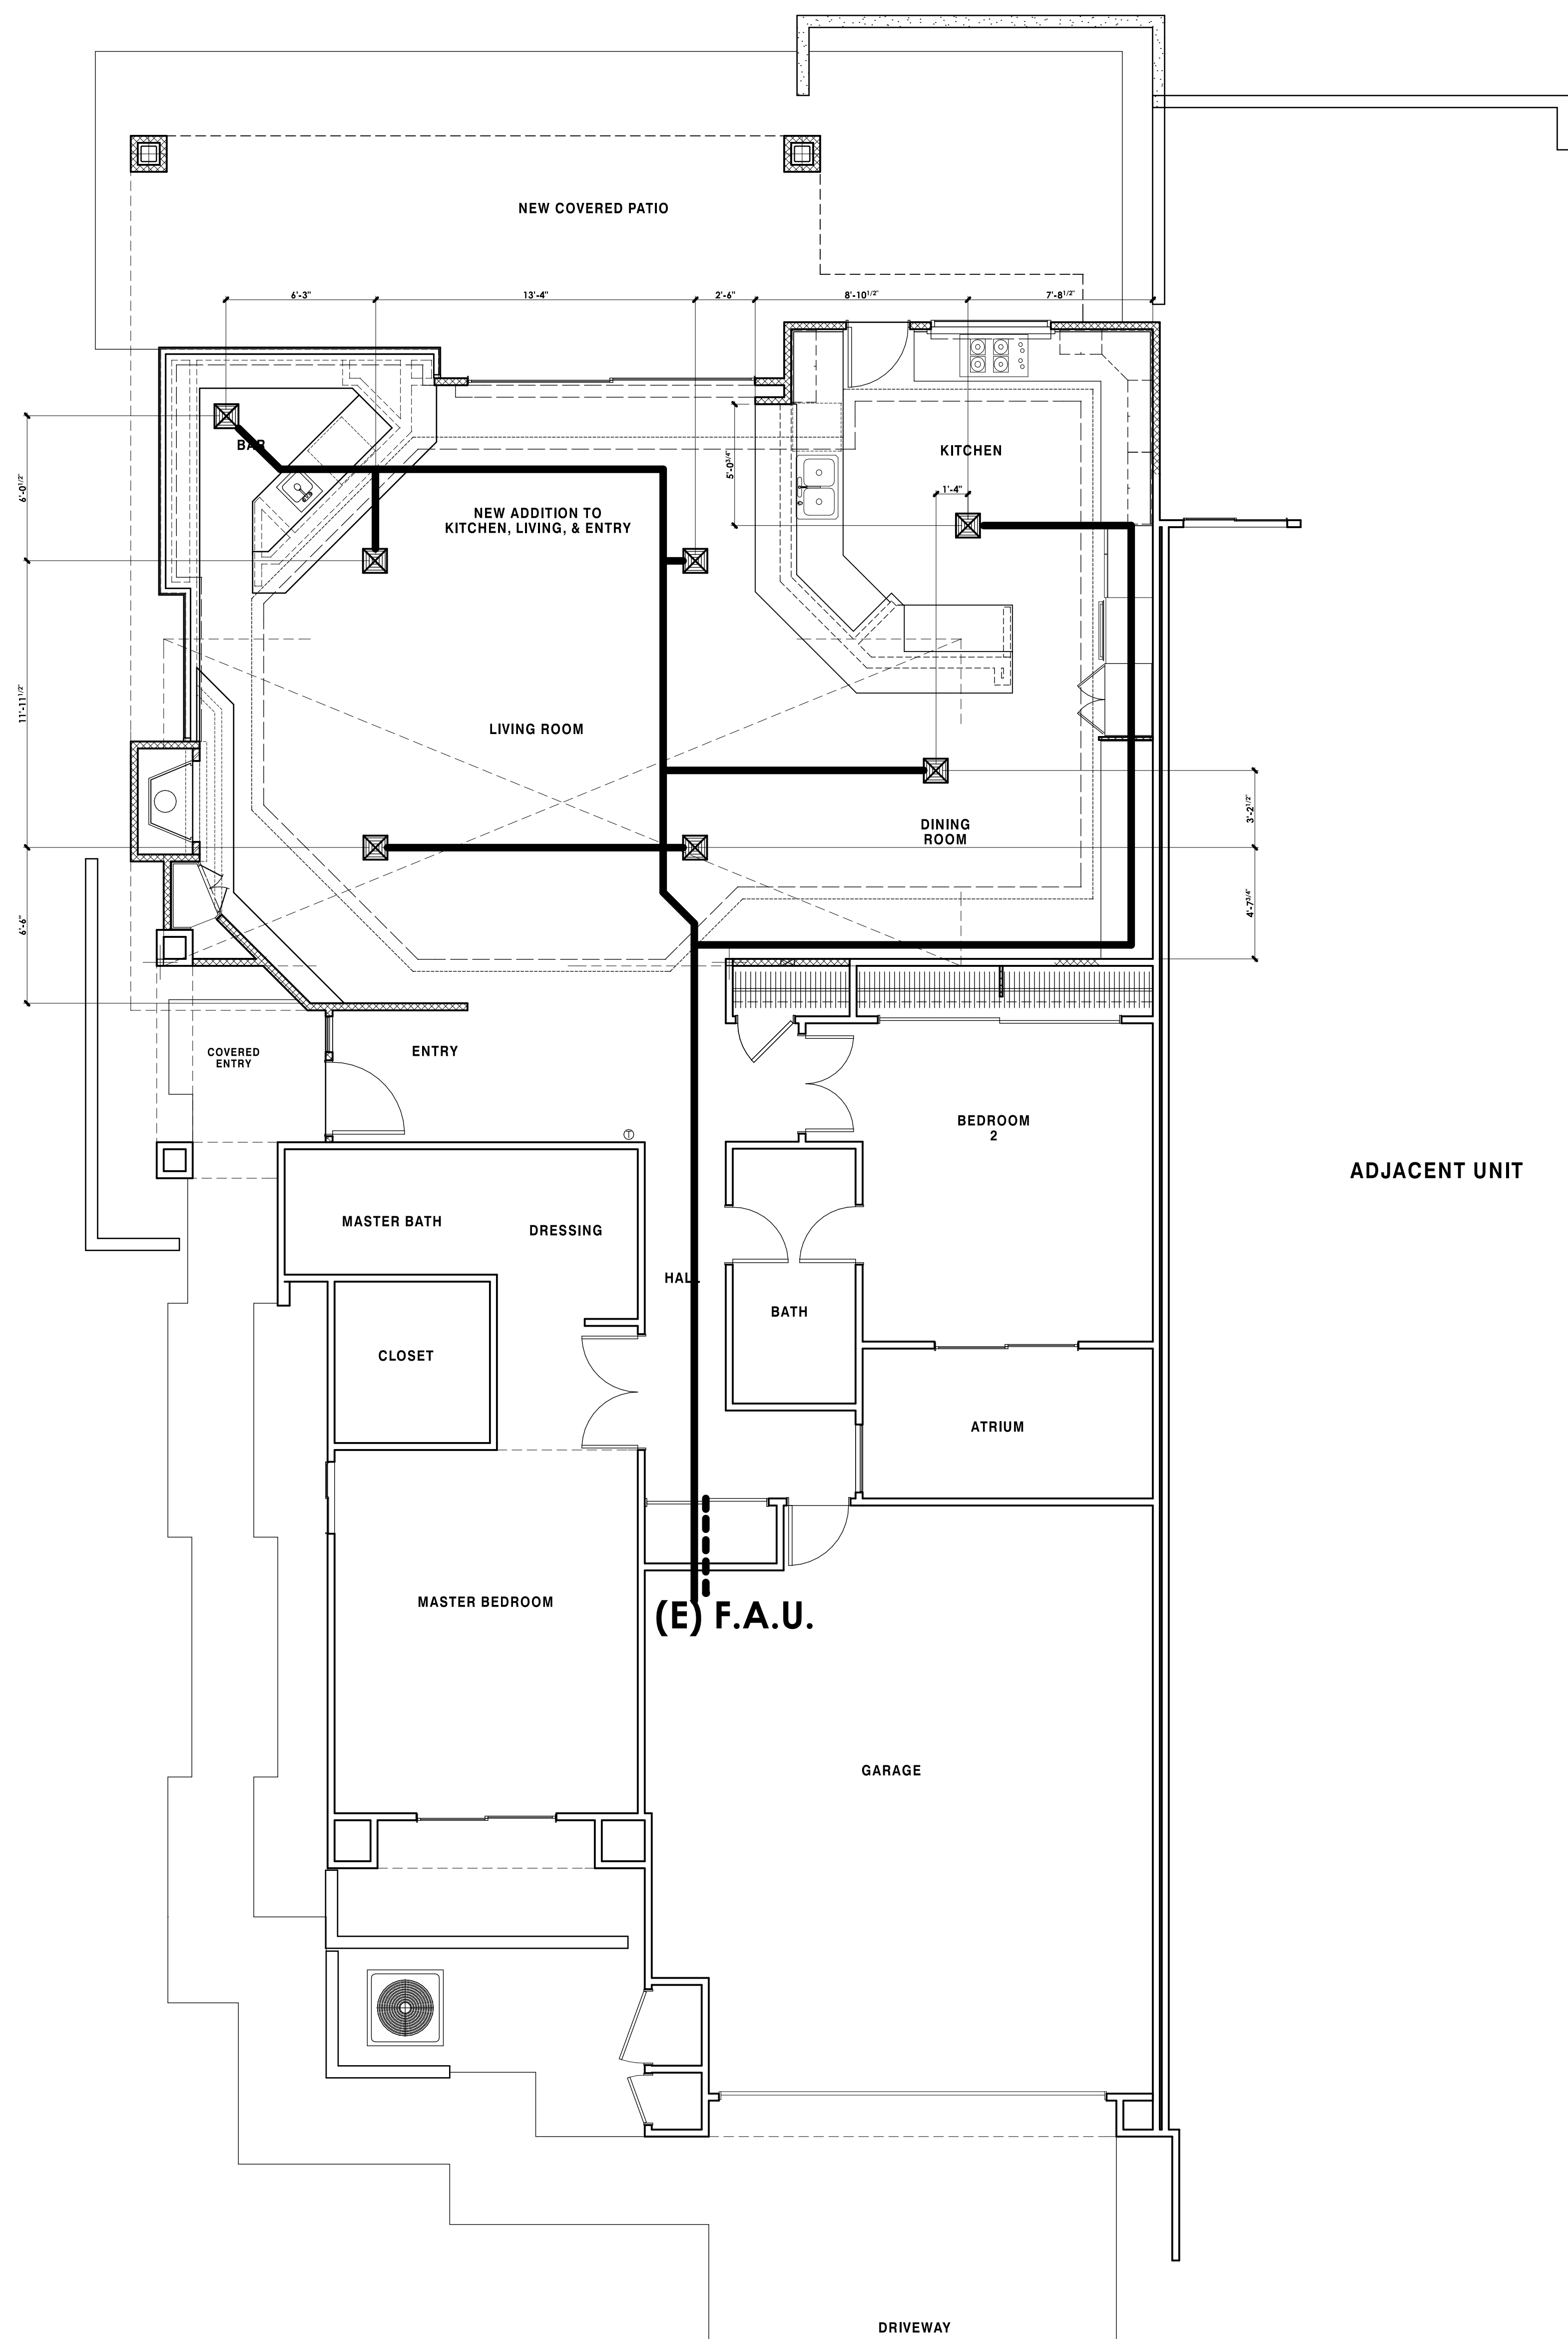 NEW COVERED PATIO
6'-3" 13'-4" 2'-6" 8'-10 1/2" 7'-8 1/2"
BAR
KITCHEN
6'-0 1/2"
5'-0 3/4"
1'-4"
NEW ADDITION TO
KITCHEN, LIVING, & ENTRY
11'-11 1/2"
LIVING ROOM
3'-2 1/2"
DINING
ROOM
4'-7 3/4"
6'-6"
COVERED
ENTRY
ENTRY
BEDROOM
2
T
ADJACENT UNIT
MASTER BATH
DRESSING
HALL
BATH
CLOSET
ATRIUM
MASTER BEDROOM
(E) F.A.U.
GARAGE
DRIVEWAY